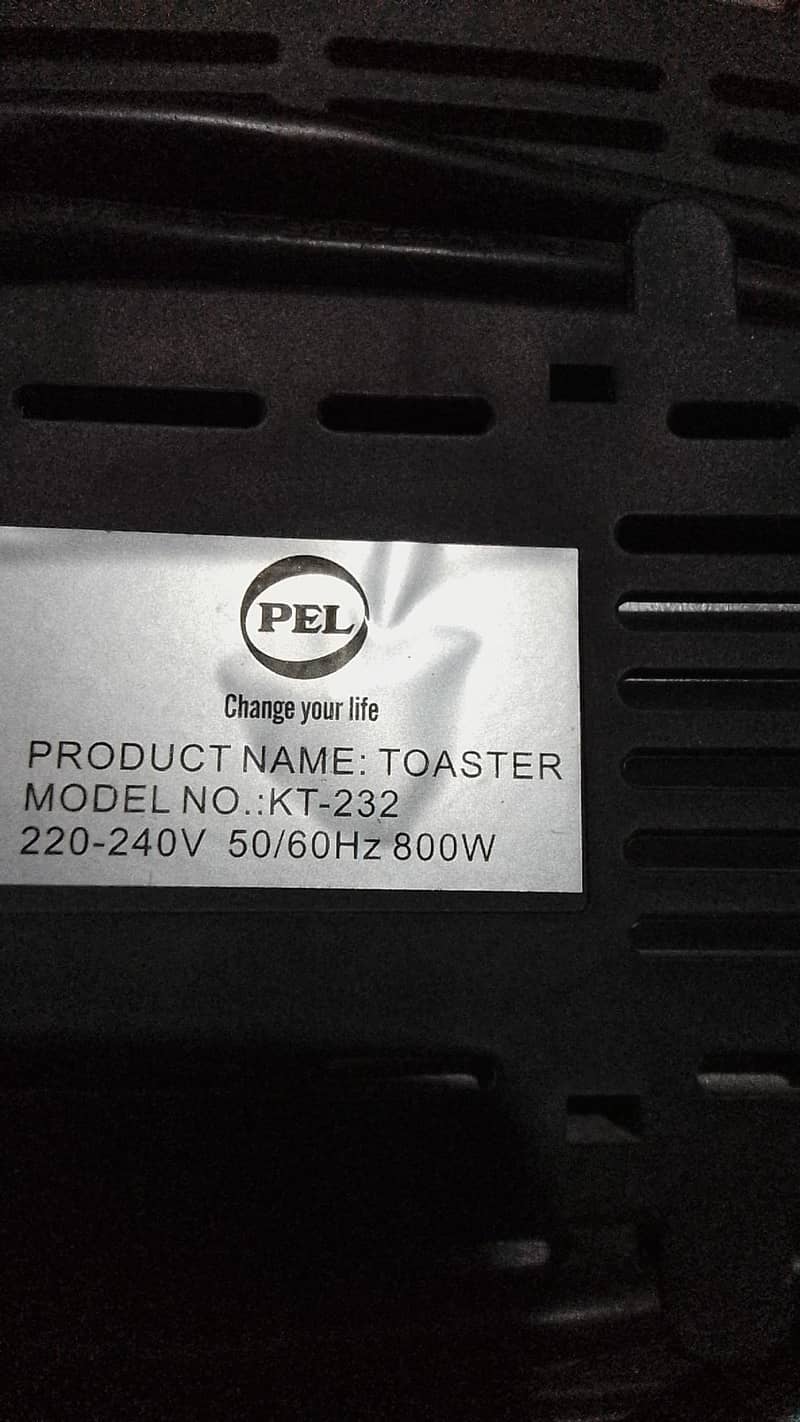 PEL
Change your life
PRODUCT NAME: TOASTER
MODEL NO.:KT-232
220-240V 50/60Hz 800W